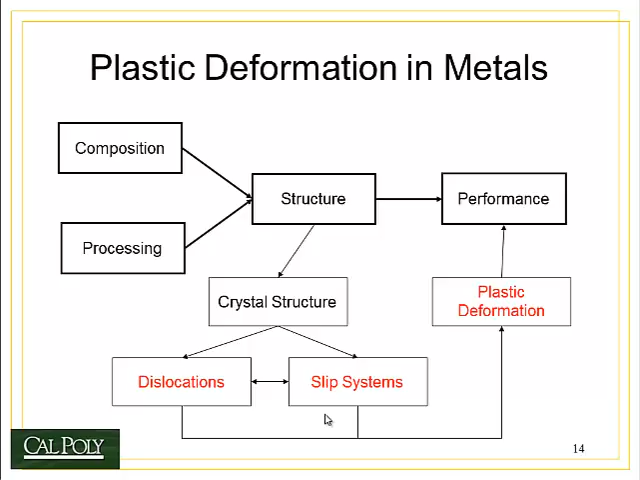 Plastic Deformation in Metals
Composition
Structure
Performance
Processing
Crystal Structure
Plastic
Deformation
Dislocations
Slip Systems
CAL POLY
14